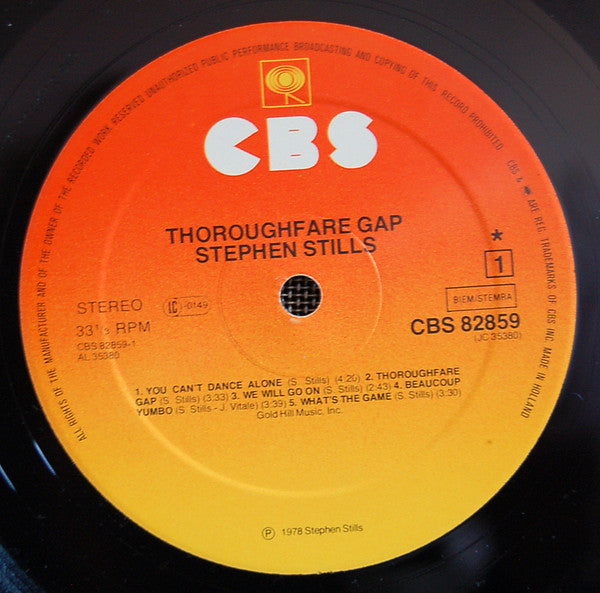 ALL RIGHTS OF THE MANUFACTURER AND OF THE OWNER OF THE RECORDED WORK RESERVED UNAUTHORIZED PUBLIC PERFORMANCE BROADCASTING AND COPYING OF THIS RECORD PROHIBITED CBS & ARE REG. TRADEMARKS OF CBS INC. MADE IN HOLLAND
CBS
THOROUGHFARE GAP
STEPHEN STILLS
*
1
STEREO
33⅓ RPM
CBS 82859-1
AL 35380
BIEM/STEMRA
CBS 82859
(JC 35380)
1. YOU CAN'T DANCE ALONE (S. Stills) (4:20) 2. THOROUGHFARE
GAP (S. Stills) (3:33) 3. WE WILL GO ON (S. Stills) (2:43) 4. BEAUCOUP
YUMBO (S. Stills - J. Vitale) (3:39) 5. WHAT'S THE GAME (S. Stills) (3:30)
Gold Hill Music, Inc.
Ⓟ 1978 Stephen Stills